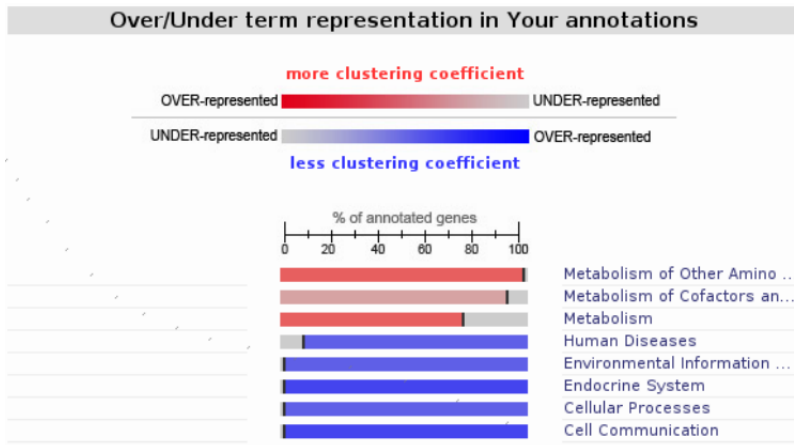 Over/Under term representation in Your annotations
more clustering coefficient
OVER-represented UNDER-represented
UNDER-represented OVER-represented
less clustering coefficient
% of annotated genes
0 20 40 60 80 100
Metabolism of Other Amino ...
Metabolism of Cofactors an...
Metabolism
Human Diseases
Environmental Information ...
Endocrine System
Cellular Processes
Cell Communication